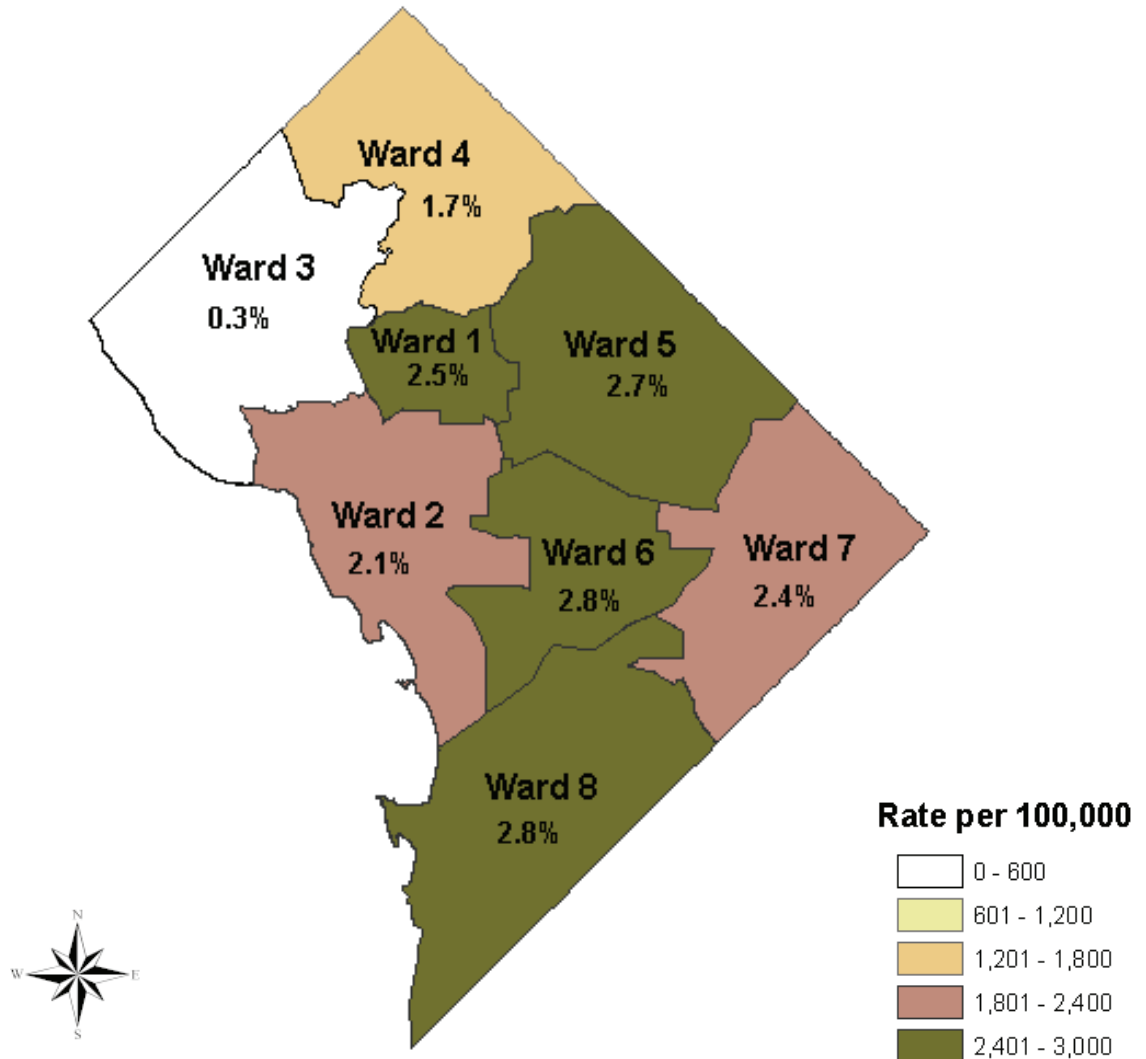 Ward 4
1.7%
Ward 3
0.3%
Ward 1
2.5%
Ward 5
2.7%
Ward 2
2.1%
Ward 6
2.8%
Ward 7
2.4%
Ward 8
2.8%
Rate per 100,000
0 - 600
601 - 1,200
1,201 - 1,800
1,801 - 2,400
2,401 - 3,000
N
W
E
S